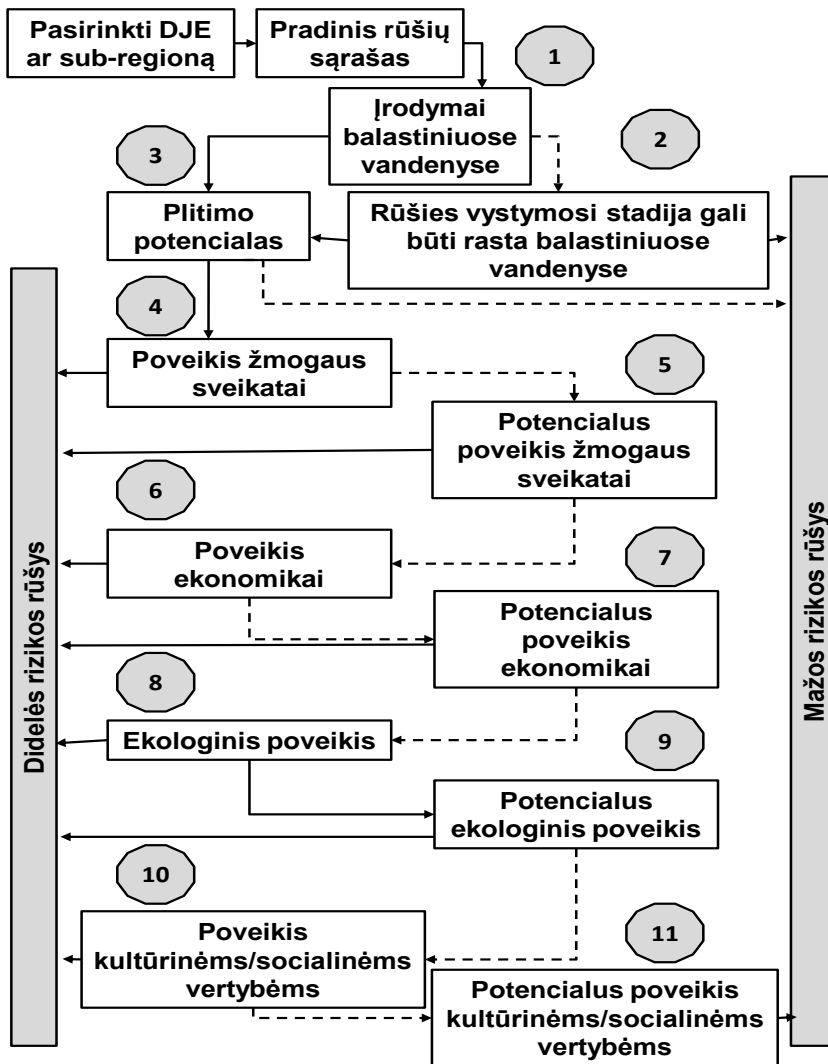 Pasirinkti DJE
ar sub-regioną
Pradinis rūšių
sąrašas
1
Įrodymai
balastiniuose
vandenyse
2
3
Plitimo
potencialas
Rūšies vystymosi stadija gali
būti rasta balastiniuose
vandenyse
4
Poveikis žmogaus
sveikatai
5
Potencialus
poveikis žmogaus
sveikatai
6
Poveikis
ekonomikai
7
Potencialus
poveikis
ekonomikai
8
Ekologinis poveikis
9
Potencialus
ekologinis poveikis
10
Poveikis
kultūrinėms/socialinėms
vertybėms
11
Potencialus poveikis
kultūrinėms/socialinėms
vertybėms
Didelės rizikos rūšys
Mažos rizikos rūšys